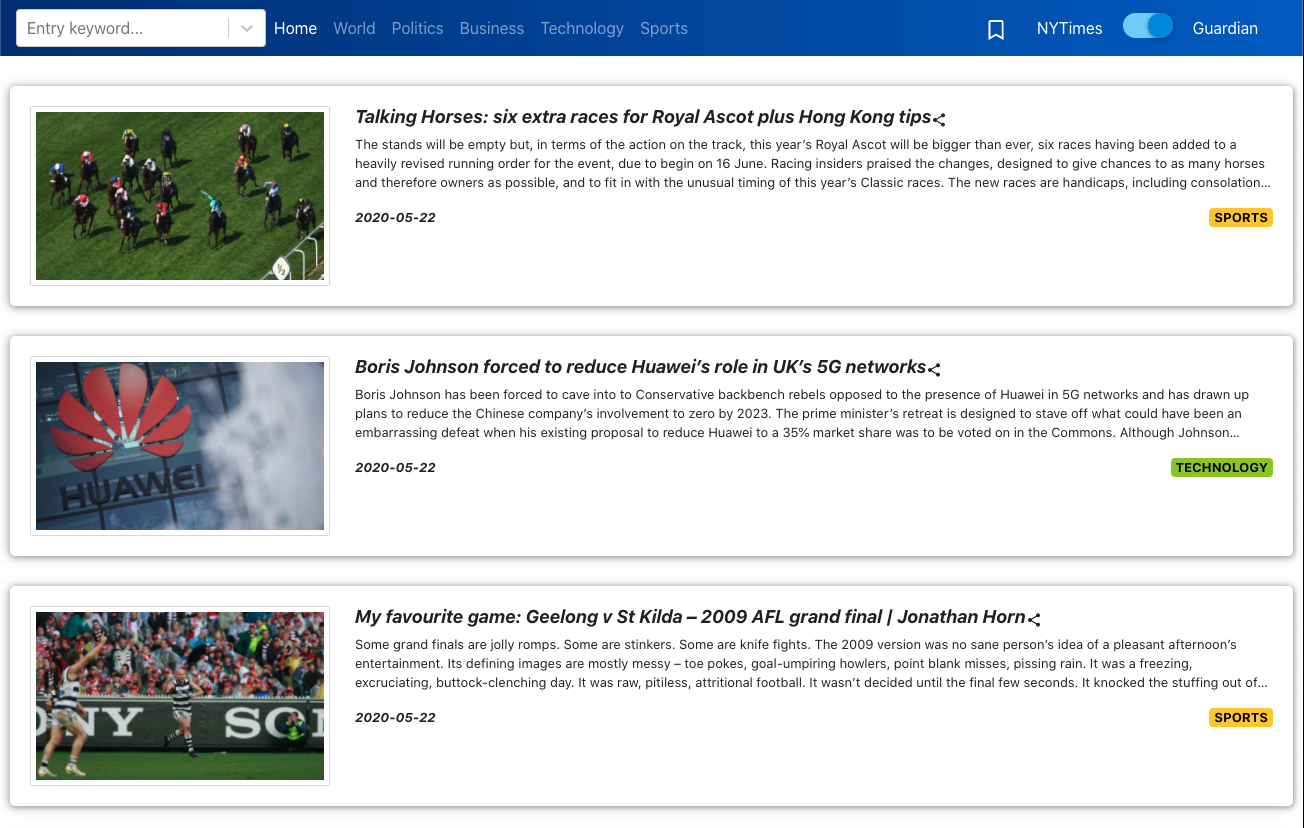 Entry keyword...
Home World Politics Business Technology Sports
NYTimes
Guardian
Talking Horses: six extra races for Royal Ascot plus Hong Kong tips
The stands will be empty but, in terms of the action on the track, this year’s Royal Ascot will be bigger than ever, six races having been added to a
heavily revised running order for the event, due to begin on 16 June. Racing insiders praised the changes, designed to give chances to as many horses
and therefore owners as possible, and to fit in with the unusual timing of this year’s Classic races. The new races are handicaps, including consolation...
2020-05-22
SPORTS
1/2
Boris Johnson forced to reduce Huawei’s role in UK’s 5G networks
Boris Johnson has been forced to cave into to Conservative backbench rebels opposed to the presence of Huawei in 5G networks and has drawn up
plans to reduce the Chinese company’s involvement to zero by 2023. The prime minister’s retreat is designed to stave off what could have been an
embarrassing defeat when his existing proposal to reduce Huawei to a 35% market share was to be voted on in the Commons. Although Johnson...
2020-05-22
TECHNOLOGY
HUAWEI
My favourite game: Geelong v St Kilda – 2009 AFL grand final | Jonathan Horn
Some grand finals are jolly romps. Some are stinkers. Some are knife fights. The 2009 version was no sane person’s idea of a pleasant afternoon’s
entertainment. Its defining images are mostly messy – toe pokes, goal-umpiring howlers, point blank misses, pissing rain. It was a freezing,
excruciating, buttock-clenching day. It was raw, pitiless, attritional football. It wasn’t decided until the final few seconds. It knocked the stuffing out of...
2020-05-22
SPORTS
NY SO